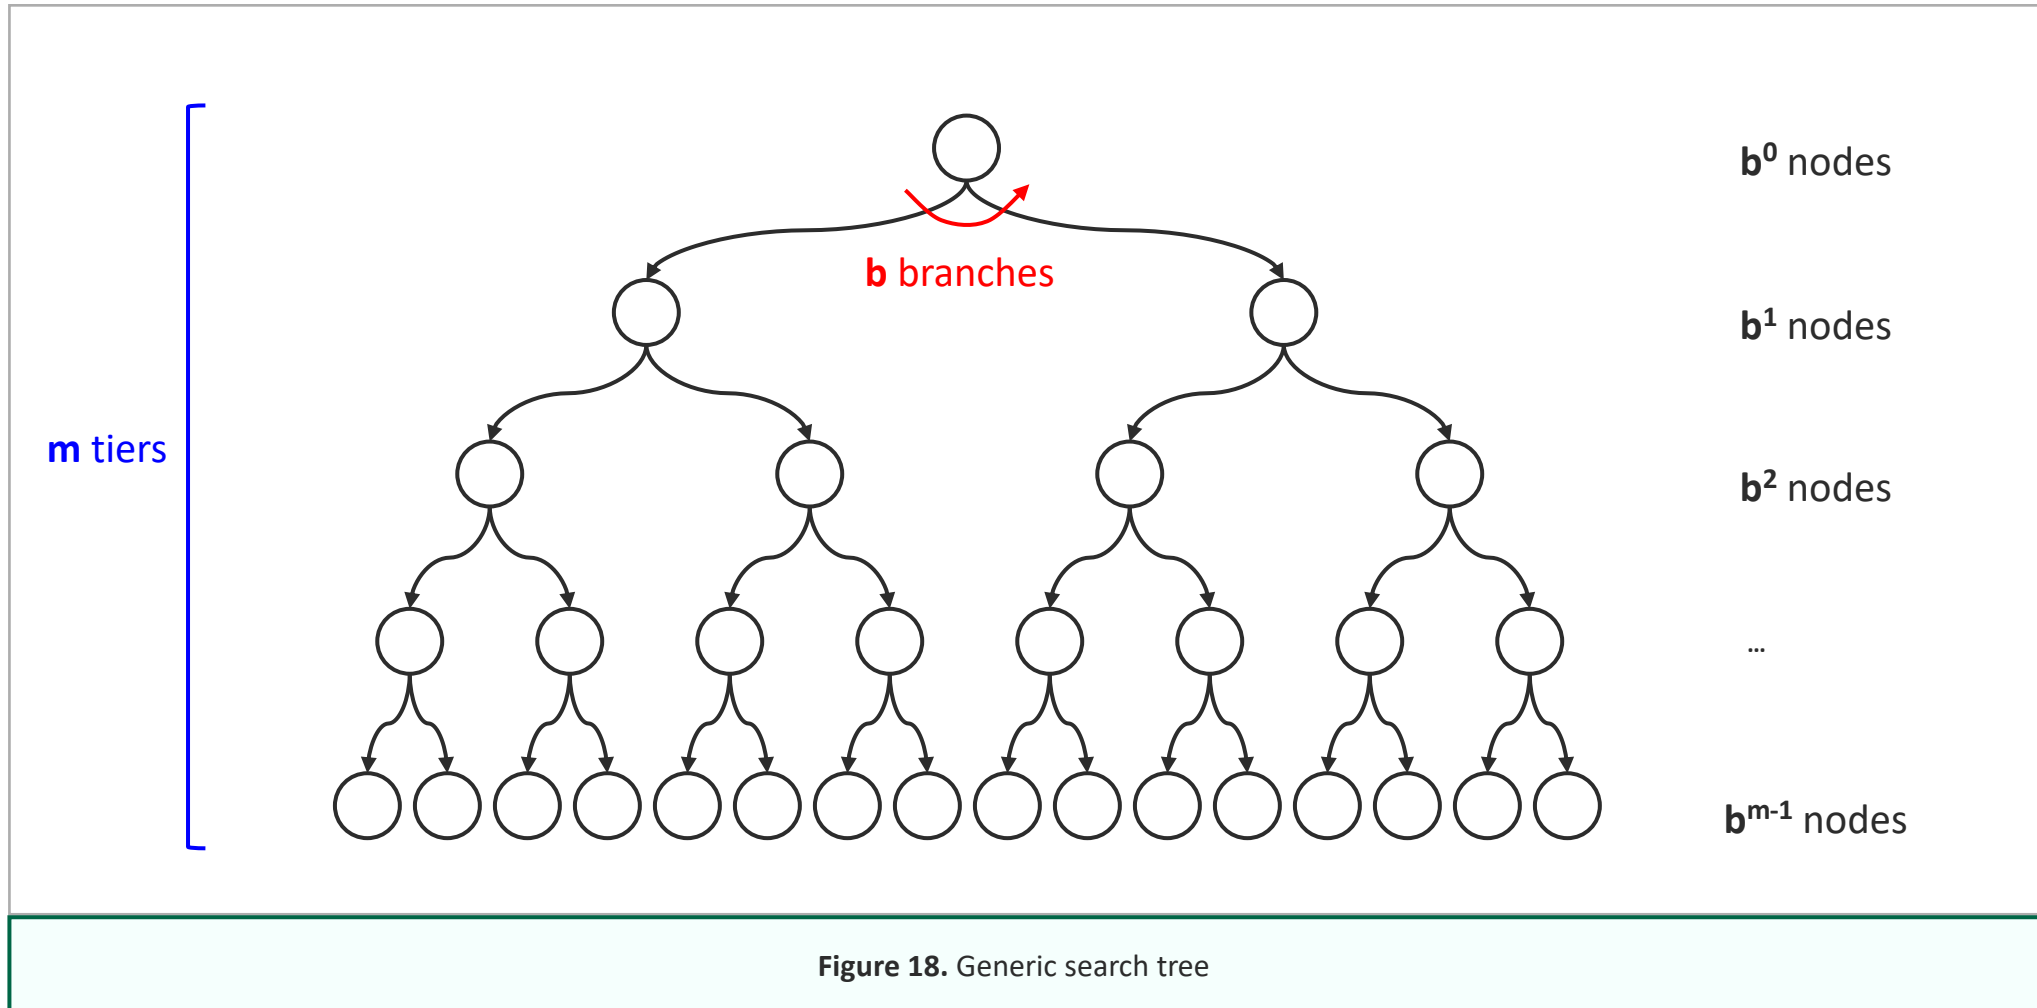 b⁰ nodes
b branches
b¹ nodes
m tiers
b² nodes
...
bᵐ⁻¹ nodes
Figure 18. Generic search tree